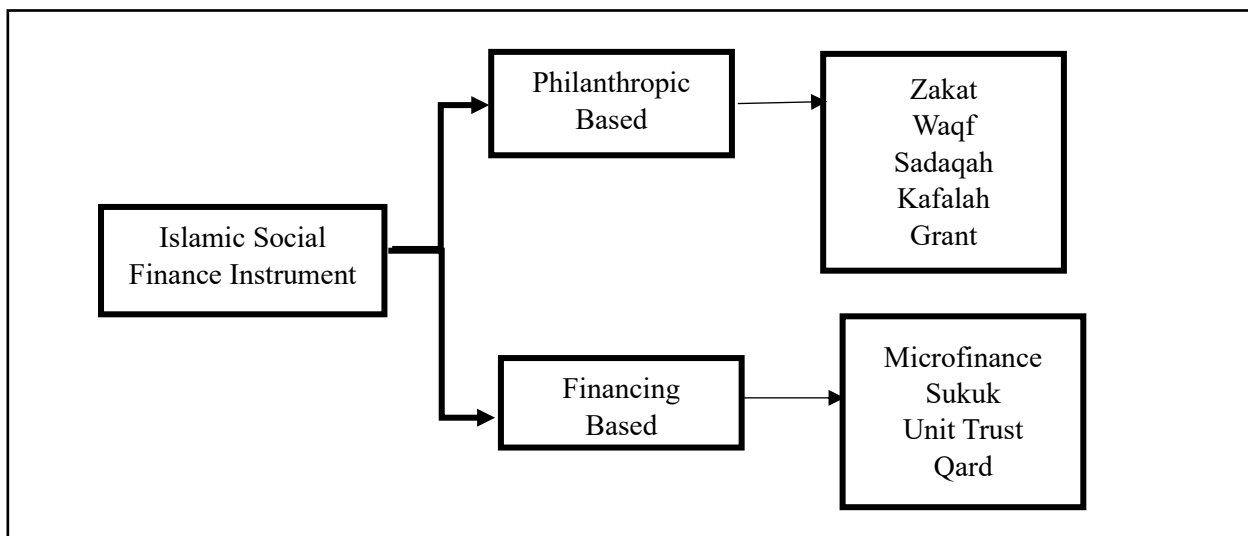 Islamic Social
Finance Instrument
Philanthropic
Based
Zakat
Waqf
Sadaqah
Kafalah
Grant
Financing
Based
Microfinance
Sukuk
Unit Trust
Qard